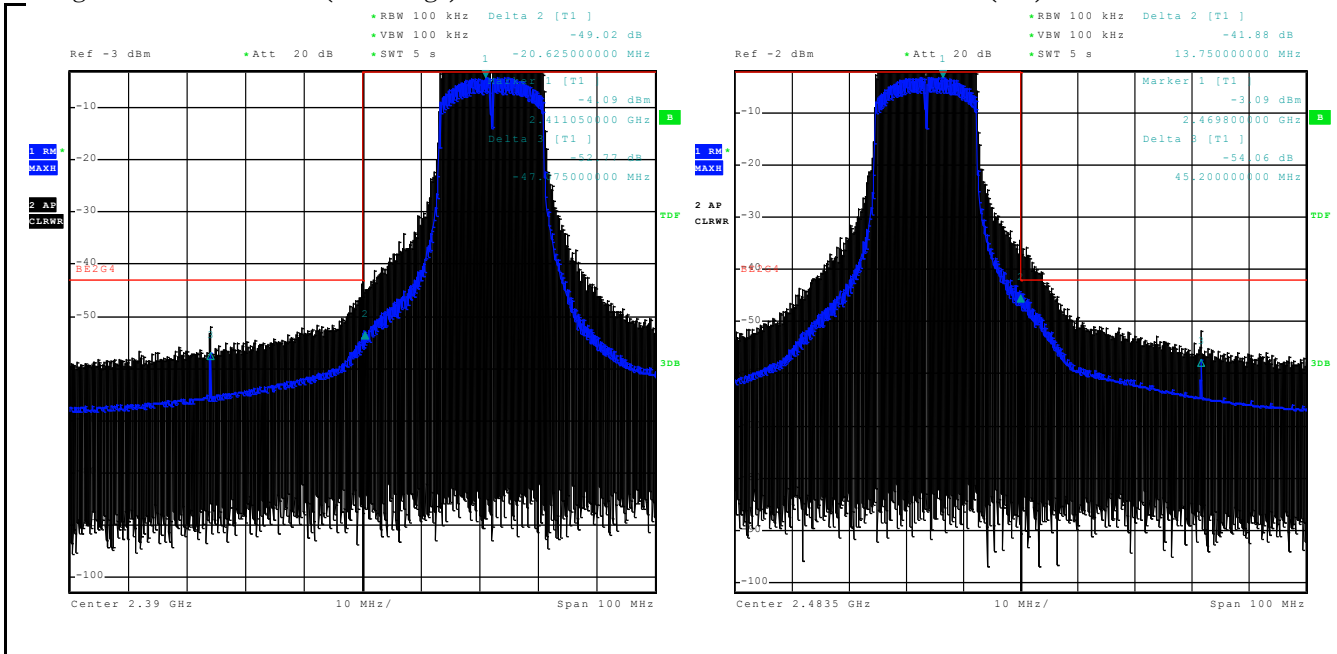 RBW 100 kHz Delta 2 [T1 ]
VBW 100 kHz -49.02 dB
Ref -3 dBm Att 20 dB SWT 5 s -20.625000000 MHz
1
Marker 1 [T1 ]
-4.09 dBm
2.411050000 GHz
Delta 3 [T1 ]
-52.77 dB
-47.475000000 MHz
B
1 RM
MAXH
2 AP
CLRWR
TDF
3DB
-10
-20
-30
-40
BE2G4
-50
2
-100
Center 2.39 GHz 10 MHz/ Span 100 MHz
RBW 100 kHz Delta 2 [T1 ]
VBW 100 kHz -41.88 dB
Ref -2 dBm Att 20 dB SWT 5 s 13.750000000 MHz
1
Marker 1 [T1 ]
-3.09 dBm
2.469800000 GHz
Delta 3 [T1 ]
-54.06 dB
45.200000000 MHz
B
1 RM
MAXH
2 AP
CLRWR
TDF
3DB
-10
-20
-30
-40
-50
-100
Center 2.4835 GHz 10 MHz/ Span 100 MHz